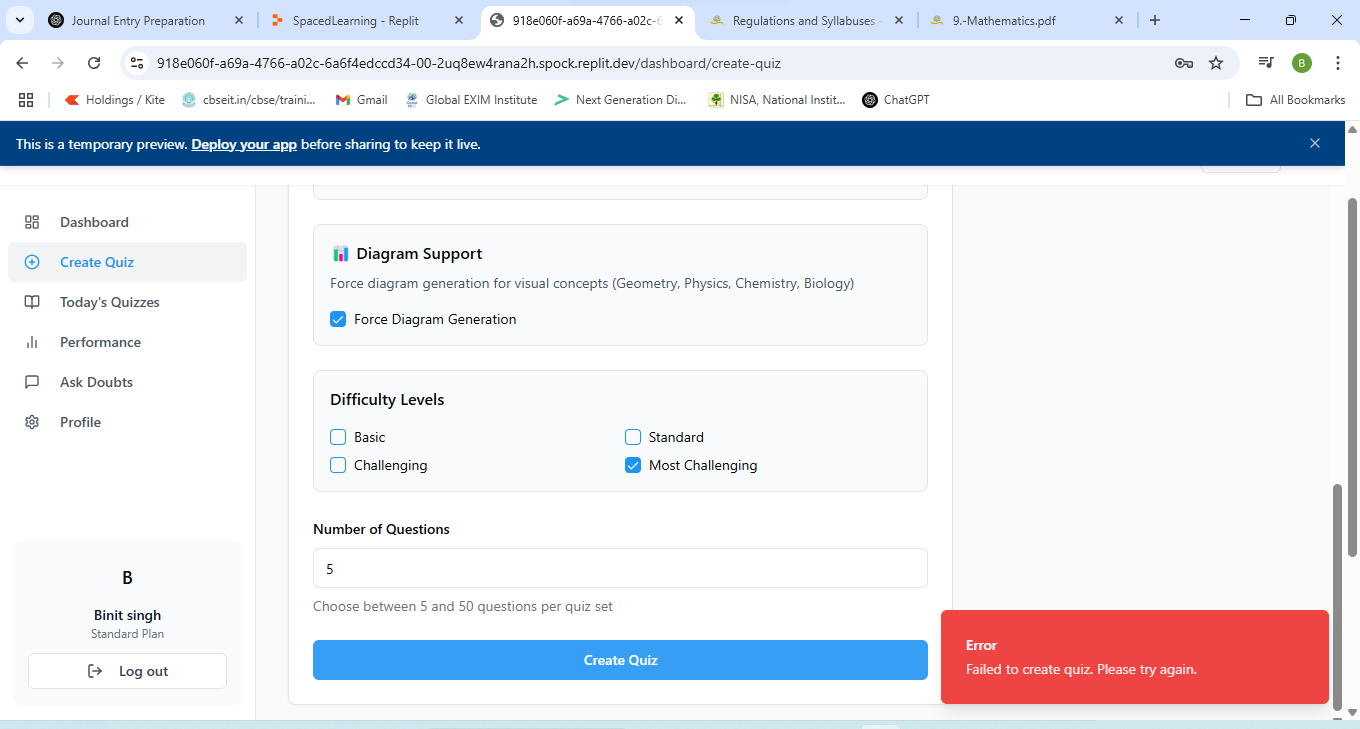 Journal Entry Preparation
SpacedLearning - Replit
918e060f-a69a-4766-a02c-6
Regulations and Syllabuses -
9.-Mathematics.pdf
918e060f-a69a-4766-a02c-6a6f4edccd34-00-2uq8ew4rana2h.spock.replit.dev/dashboard/create-quiz
B
Holdings / Kite
cbseit.in/cbse/traini...
Gmail
Global EXIM Institute
Next Generation Di...
NISA, National Instit...
ChatGPT
All Bookmarks
This is a temporary preview. Deploy your app before sharing to keep it live.
Dashboard
Create Quiz
Today's Quizzes
Performance
Ask Doubts
Profile
B
Binit singh
Standard Plan
Log out
Diagram Support
Force diagram generation for visual concepts (Geometry, Physics, Chemistry, Biology)
Force Diagram Generation
Difficulty Levels
Basic
Standard
Challenging
Most Challenging
Number of Questions
5
Choose between 5 and 50 questions per quiz set
Create Quiz
Error
Failed to create quiz. Please try again.